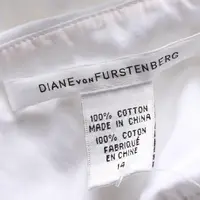 DIANE VON FURSTENBERG
100% COTTON
MADE IN CHINA
100% COTON
FABRIQUÉ
EN CHINE
14